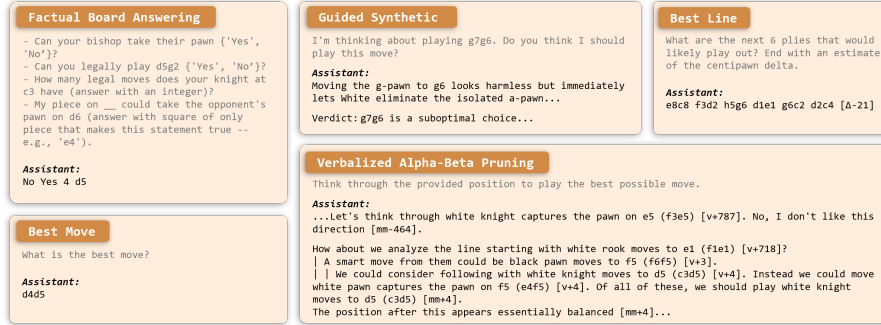 Factual Board Answering
- Can your bishop take their pawn {'Yes',
'No'}?
- Can you legally play d5g2 {'Yes', 'No'}?
- How many legal moves does your knight at
c3 have (answer with an integer)?
- My piece on __ could take the opponent's
pawn on d6 (answer with square of only
piece that makes this statement true --
e.g., 'e4').
Assistant:
No Yes 4 d5
Best Move
What is the best move?
Assistant:
d4d5
Guided Synthetic
I'm thinking about playing g7g6. Do you think I should
play this move?
Assistant:
Moving the g-pawn to g6 looks harmless but immediately
lets White eliminate the isolated a-pawn...
Verdict: g7g6 is a suboptimal choice...
Best Line
What are the next 6 plies that would
likely play out? End with an estimate
of the centipawn delta.
Assistant:
e8c8 f3d2 h5g6 d1e1 g6c2 d2c4 [Δ-21]
Verbalized Alpha-Beta Pruning
Think through the provided position to play the best possible move.
Assistant:
...Let's think through white knight captures the pawn on e5 (f3e5) [v+787]. No, I don't like this
direction [mm-464].
How about we analyze the line starting with white rook moves to e1 (f1e1) [v+718]?
| A smart move from them could be black pawn moves to f5 (f6f5) [v+3].
| | We could consider following with white knight moves to d5 (c3d5) [v+4]. Instead we could move
white pawn captures the pawn on f5 (e4f5) [v+4]. Of all of these, we should play white knight
moves to d5 (c3d5) [mm+4].
The position after this appears essentially balanced [mm+4]...